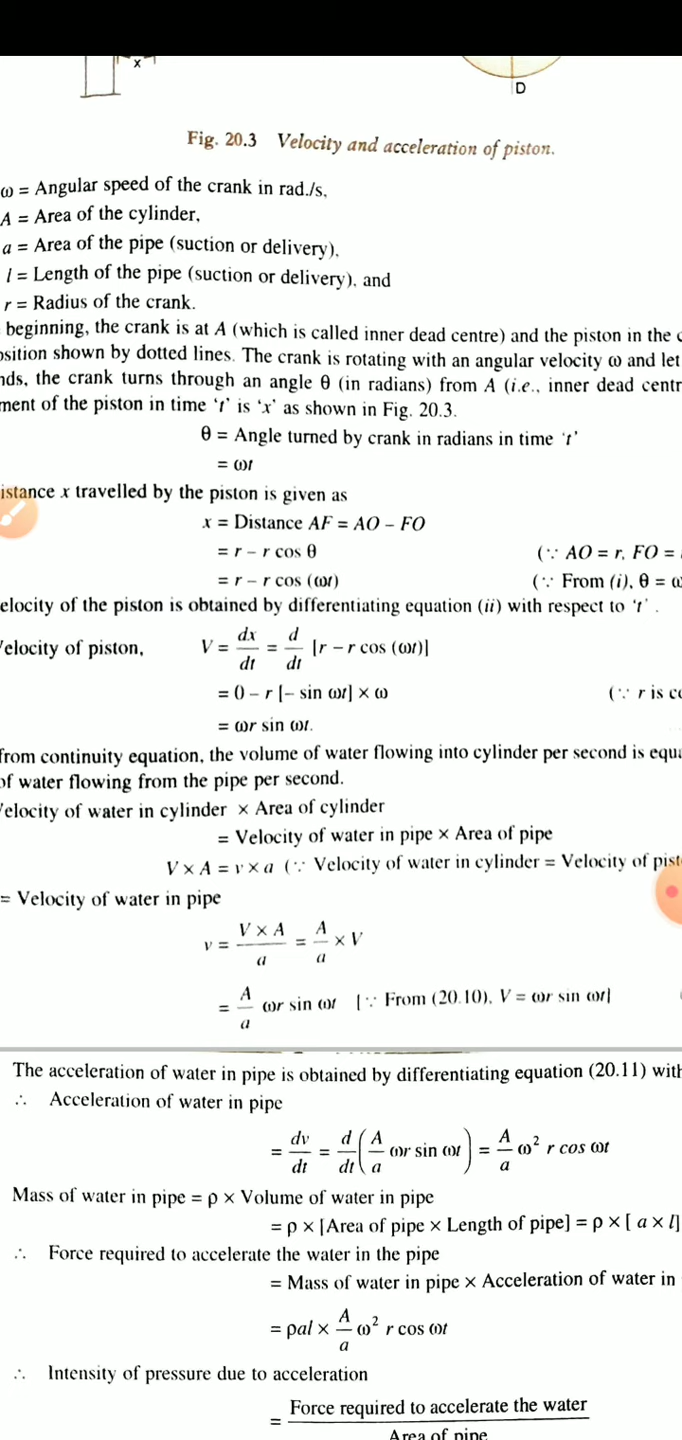 x
D
Fig. 20.3 Velocity and acceleration of piston.
ω = Angular speed of the crank in rad./s,
A = Area of the cylinder,
a = Area of the pipe (suction or delivery),
l = Length of the pipe (suction or delivery), and
r = Radius of the crank.
beginning, the crank is at A (which is called inner dead centre) and the piston in the
position shown by dotted lines. The crank is rotating with an angular velocity ω and let
nds, the crank turns through an angle θ (in radians) from A (i.e., inner dead centr
ment of the piston in time ‘t’ is ‘x’ as shown in Fig. 20.3.
θ = Angle turned by crank in radians in time ‘t’
= ωt
istance x travelled by the piston is given as
x = Distance AF = AO – FO
= r – r cos θ (∵ AO = r, FO =
= r – r cos (ωt) (∵ From (i), θ = ω
elocity of the piston is obtained by differentiating equation (ii) with respect to ‘t’ .
elocity of piston, V = dx/dt = d/dt [r – r cos (ωt)]
= 0 – r [– sin ωt] × ω (∵ r is co
= ωr sin ωt.
from continuity equation, the volume of water flowing into cylinder per second is equa
of water flowing from the pipe per second.
elocity of water in cylinder × Area of cylinder
= Velocity of water in pipe × Area of pipe
V × A = v × a (∵ Velocity of water in cylinder = Velocity of pist
= Velocity of water in pipe
v = V × A/a = A/a × V
= A/a ωr sin ωt [∵ From (20.10), V = ωr sin ωt]
The acceleration of water in pipe is obtained by differentiating equation (20.11) with
∴ Acceleration of water in pipe
= dv/dt = d/dt (A/a ωr sin ωt) = A/a ω² r cos ωt
Mass of water in pipe = ρ × Volume of water in pipe
= ρ × [Area of pipe × Length of pipe] = ρ × [ a × l]
∴ Force required to accelerate the water in the pipe
= Mass of water in pipe × Acceleration of water in
= ρal × A/a ω² r cos ωt
∴ Intensity of pressure due to acceleration
= Force required to accelerate the water
Area of pipe